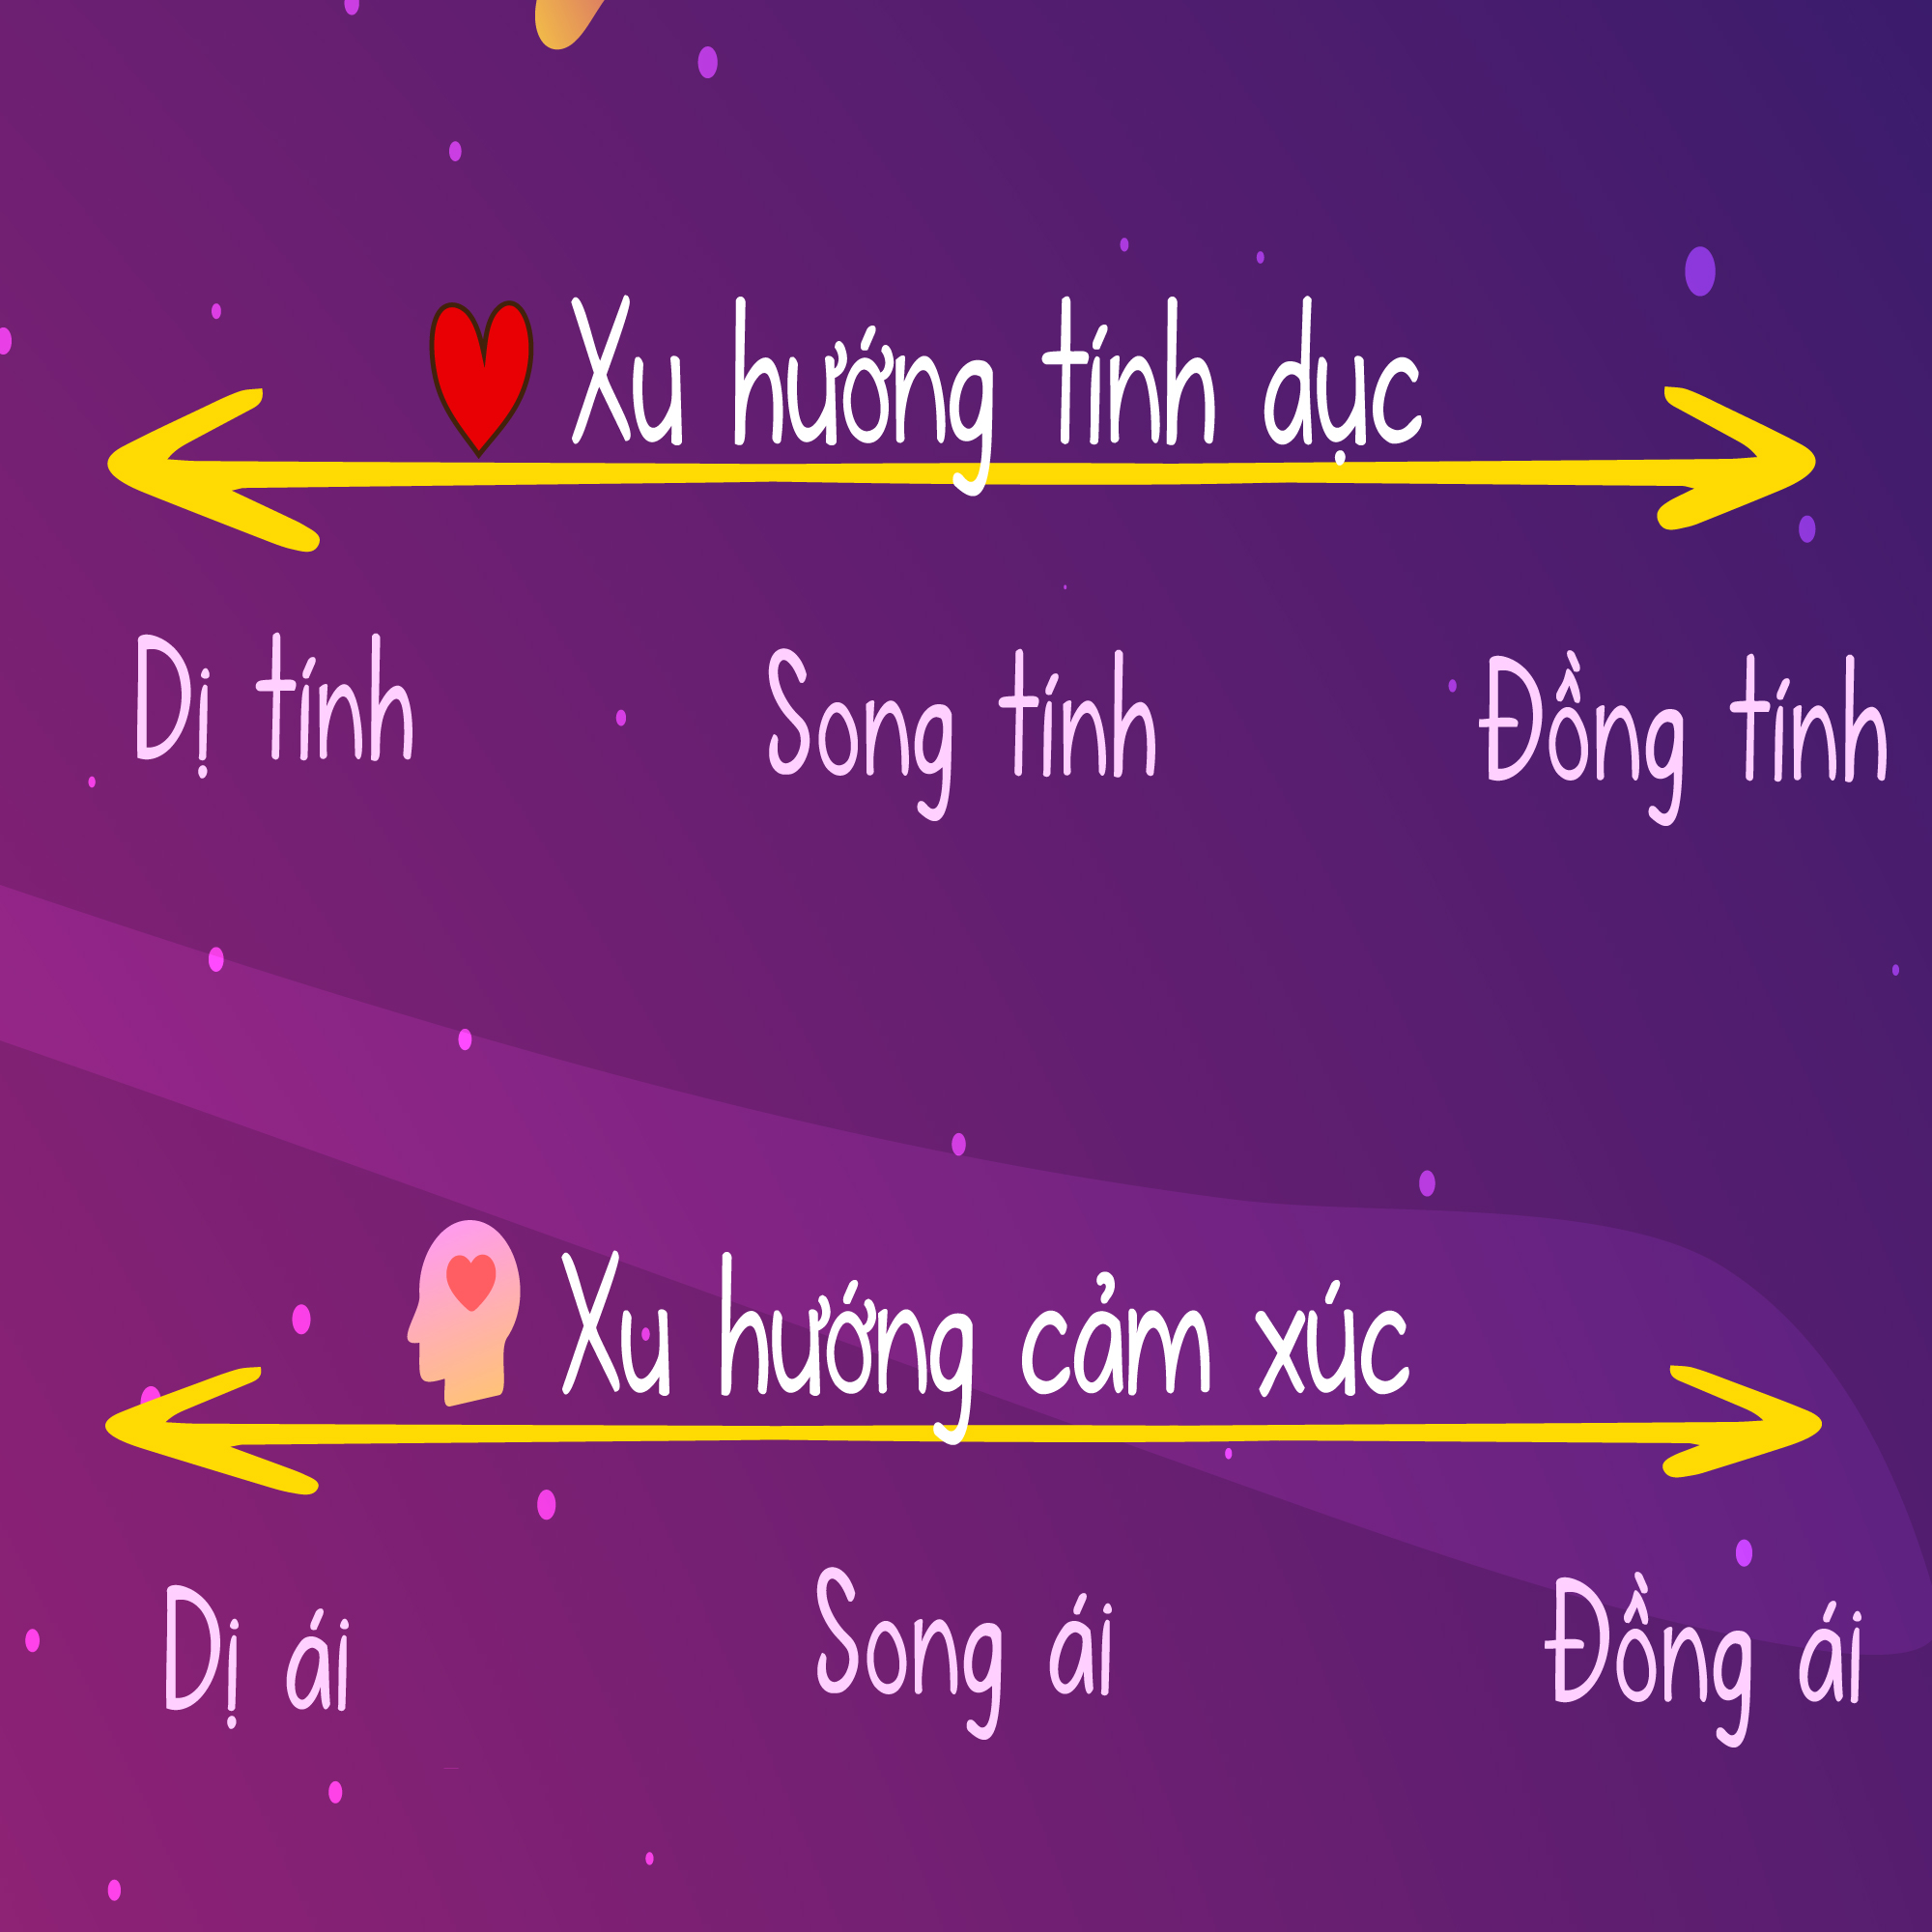 Xu hướng tính dục
Dị tính
Song tính
Đồng tính
Xu hướng cảm xúc
Dị ái
Song ái
Đồng ái